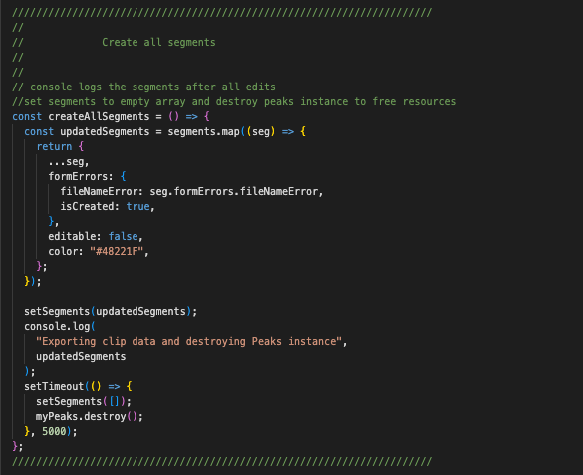 //////////////////////////////////////////////////////////////////////
//
//             Create all segments
//
//
// console logs the segments after all edits
//set segments to empty array and destroy peaks instance to free resources
const createAllSegments = () => {
  const updatedSegments = segments.map((seg) => {
    return {
      ...seg,
      formErrors: {
        fileNameError: seg.formErrors.fileNameError,
        isCreated: true,
      },
      editable: false,
      color: "#48221F",
    };
  });

  setSegments(updatedSegments);
  console.log(
    "Exporting clip data and destroying Peaks instance",
    updatedSegments
  );
  setTimeout(() => {
    setSegments([]);
    myPeaks.destroy();
  }, 5000);
};
//////////////////////////////////////////////////////////////////////